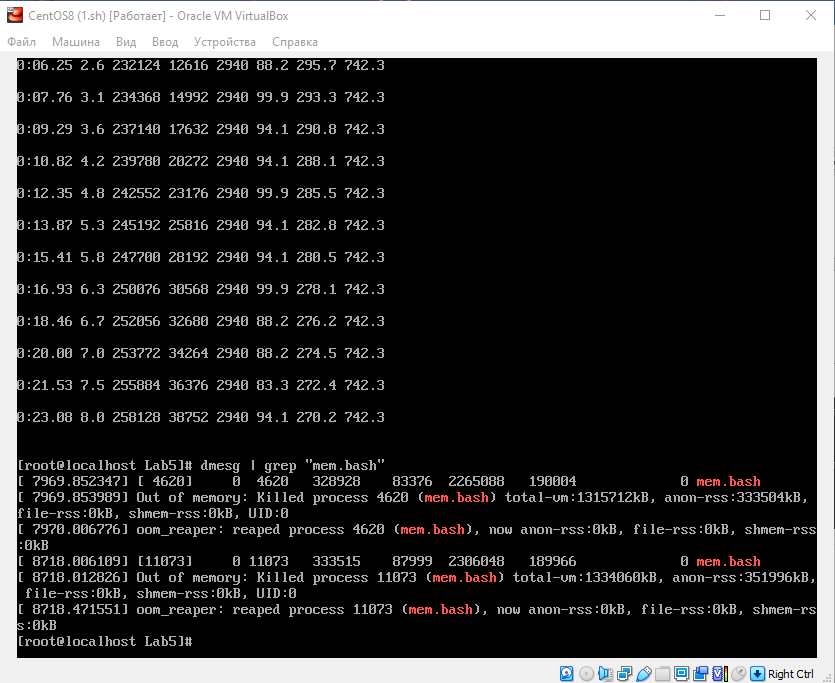 CentOS8 (1.sh) [Работает] - Oracle VM VirtualBox
Файл Машина Вид Ввод Устройства Справка
0:06.25 2.6 232124 12616 2940 88.2 295.7 742.3
0:07.76 3.1 234368 14992 2940 99.9 293.3 742.3
0:09.29 3.6 237140 17632 2940 94.1 290.8 742.3
0:10.82 4.2 239780 20272 2940 94.1 288.1 742.3
0:12.35 4.8 242552 23176 2940 99.9 285.5 742.3
0:13.87 5.3 245192 25816 2940 94.1 282.8 742.3
0:15.41 5.8 247700 28192 2940 94.1 280.5 742.3
0:16.93 6.3 250076 30568 2940 99.9 278.1 742.3
0:18.46 6.7 252056 32680 2940 88.2 276.2 742.3
0:20.00 7.0 253772 34264 2940 88.2 274.5 742.3
0:21.53 7.5 255884 36376 2940 83.3 272.4 742.3
0:23.08 8.0 258128 38752 2940 94.1 270.2 742.3
[root@localhost Lab5]# dmesg | grep "mem.bash"
[ 7969.852347] [ 4620]     0  4620   328928    83376  2265088   190004             0 mem.bash
[ 7969.853989] Out of memory: Killed process 4620 (mem.bash) total-vm:1315712kB, anon-rss:333504kB,
file-rss:0kB, shmem-rss:0kB, UID:0
[ 7970.006776] oom_reaper: reaped process 4620 (mem.bash), now anon-rss:0kB, file-rss:0kB, shmem-rss
:0kB
[ 8718.006109] [11073]     0 11073   333515    87999  2306048   189966             0 mem.bash
[ 8718.012826] Out of memory: Killed process 11073 (mem.bash) total-vm:1334060kB, anon-rss:351996kB,
file-rss:0kB, shmem-rss:0kB, UID:0
[ 8718.471551] oom_reaper: reaped process 11073 (mem.bash), now anon-rss:0kB, file-rss:0kB, shmem-rs
s:0kB
[root@localhost Lab5]#
Right Ctrl